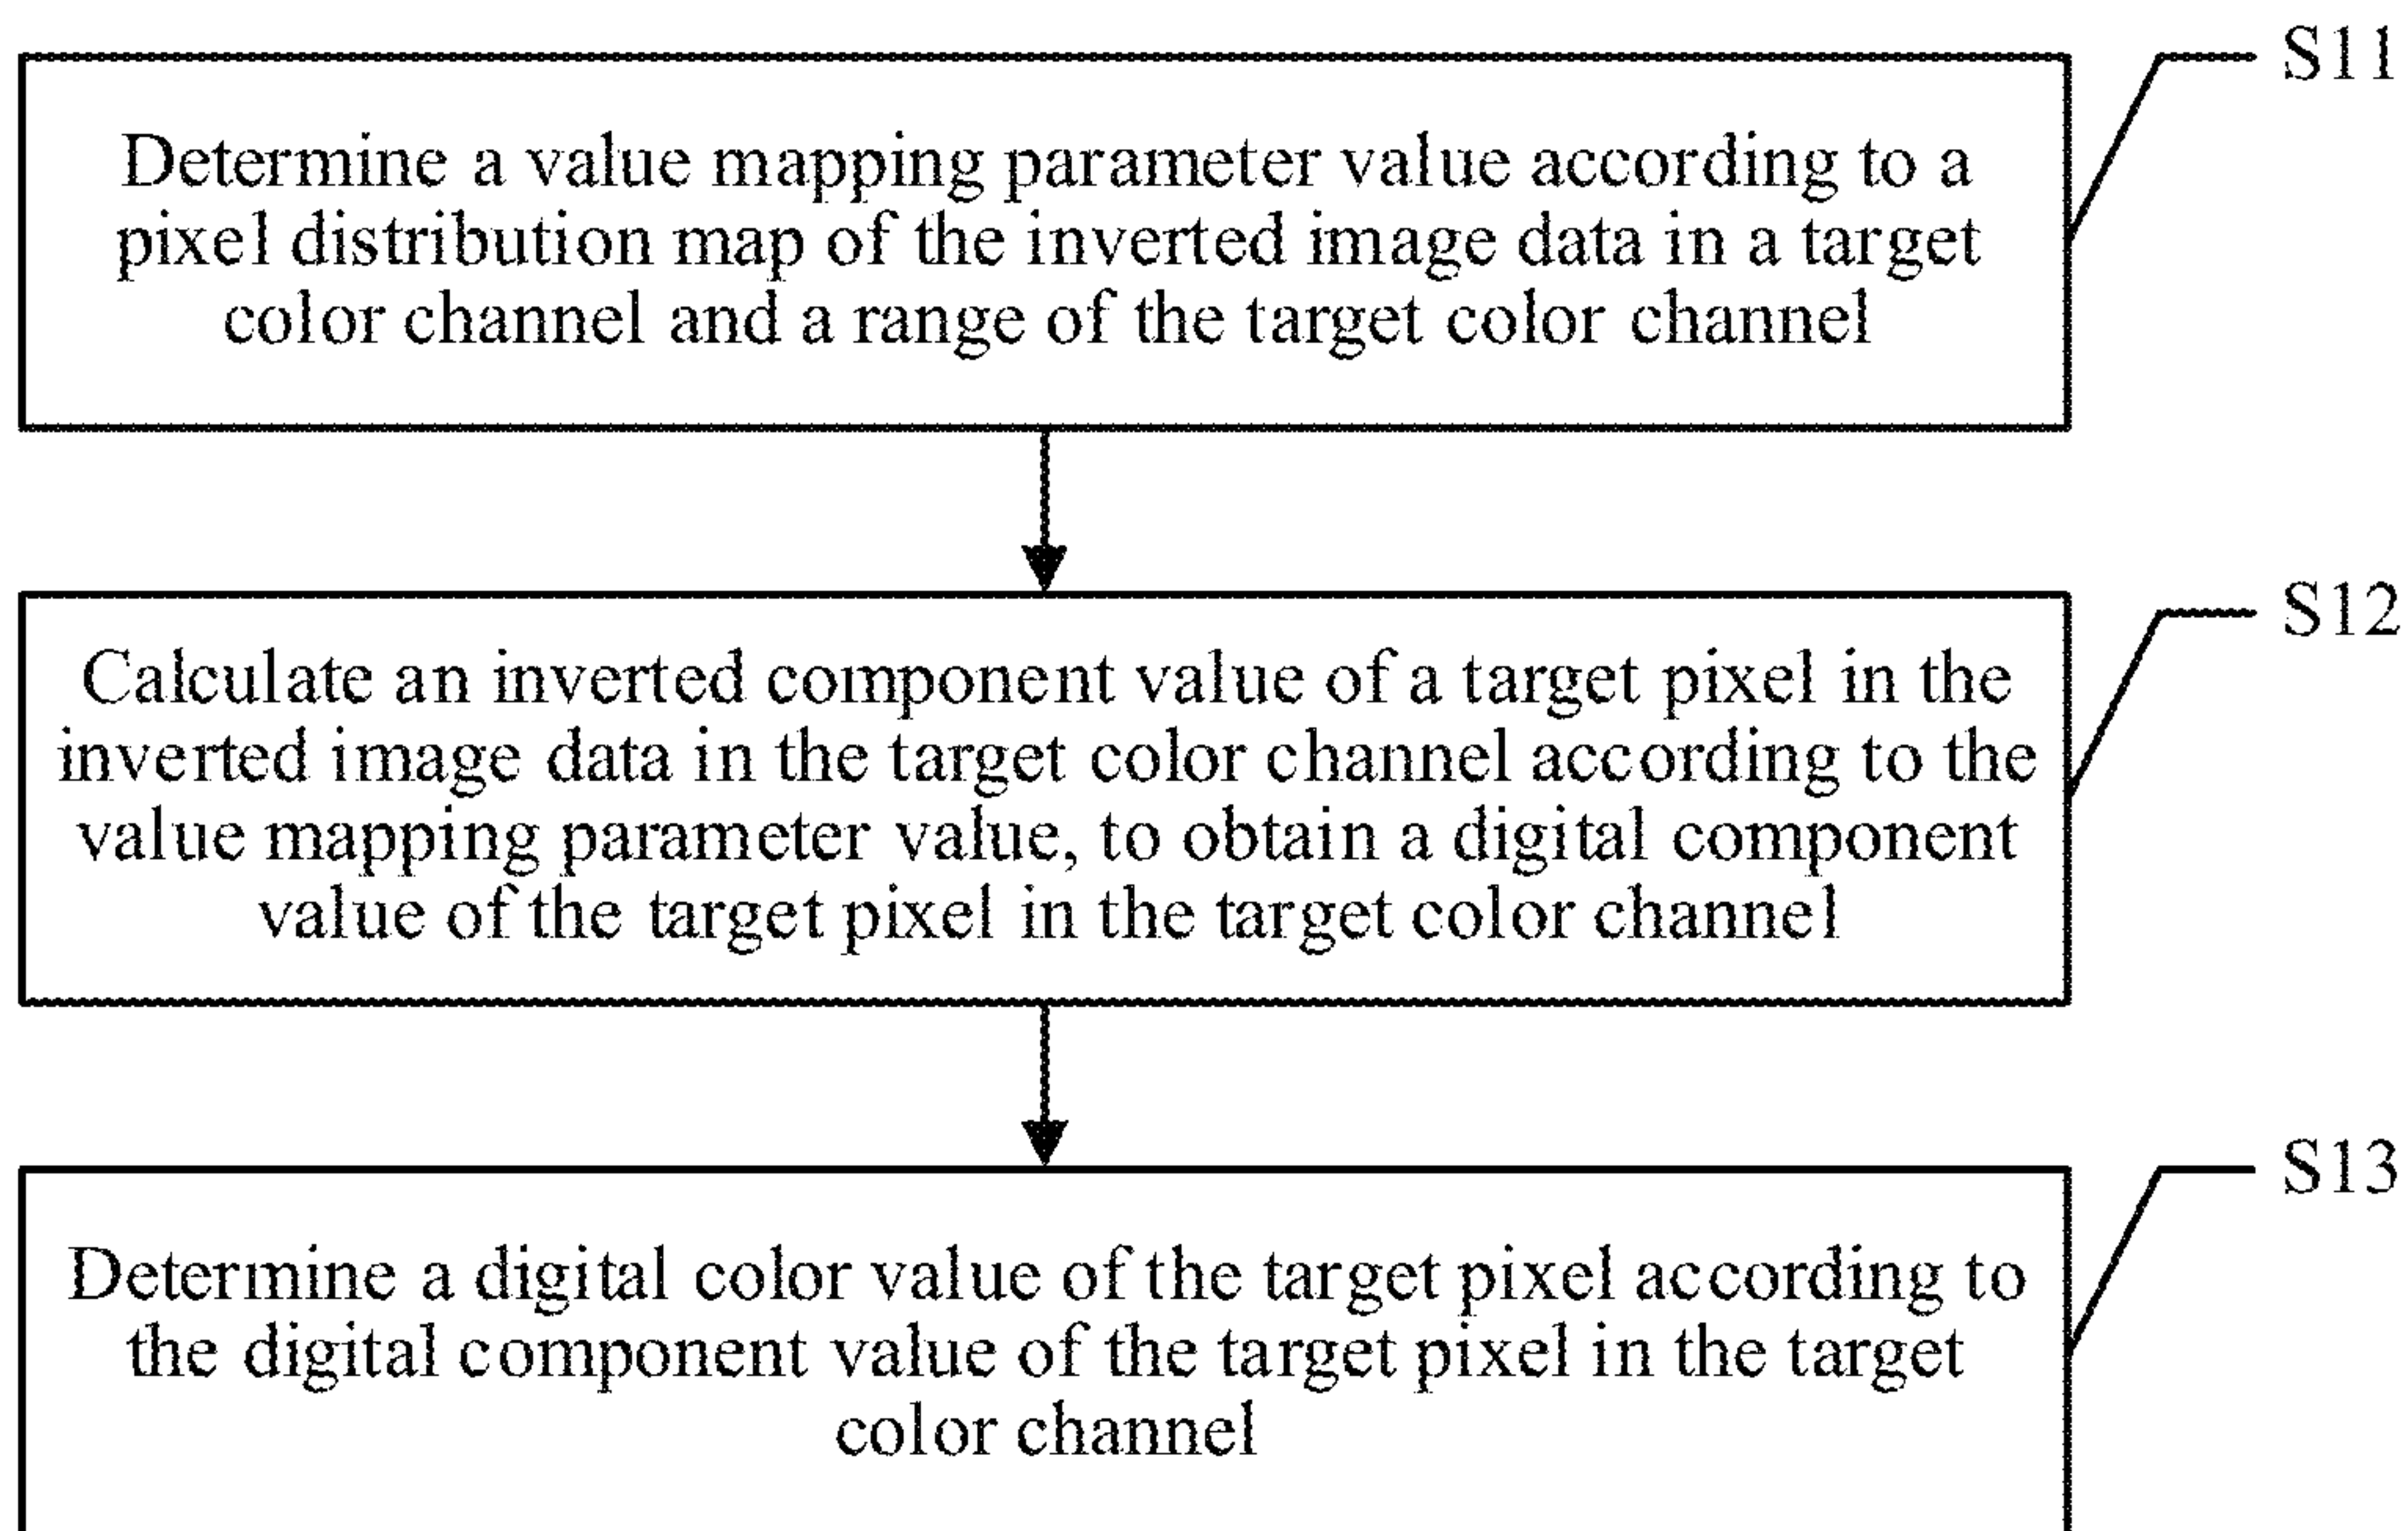 S11
Determine a value mapping parameter value according to a
pixel distribution map of the inverted image data in a target
color channel and a range of the target color channel
S12
Calculate an inverted component value of a target pixel in the
inverted image data in the target color channel according to the
value mapping parameter value, to obtain a digital component
value of the target pixel in the target color channel
S13
Determine a digital color value of the target pixel according to
the digital component value of the target pixel in the target
color channel